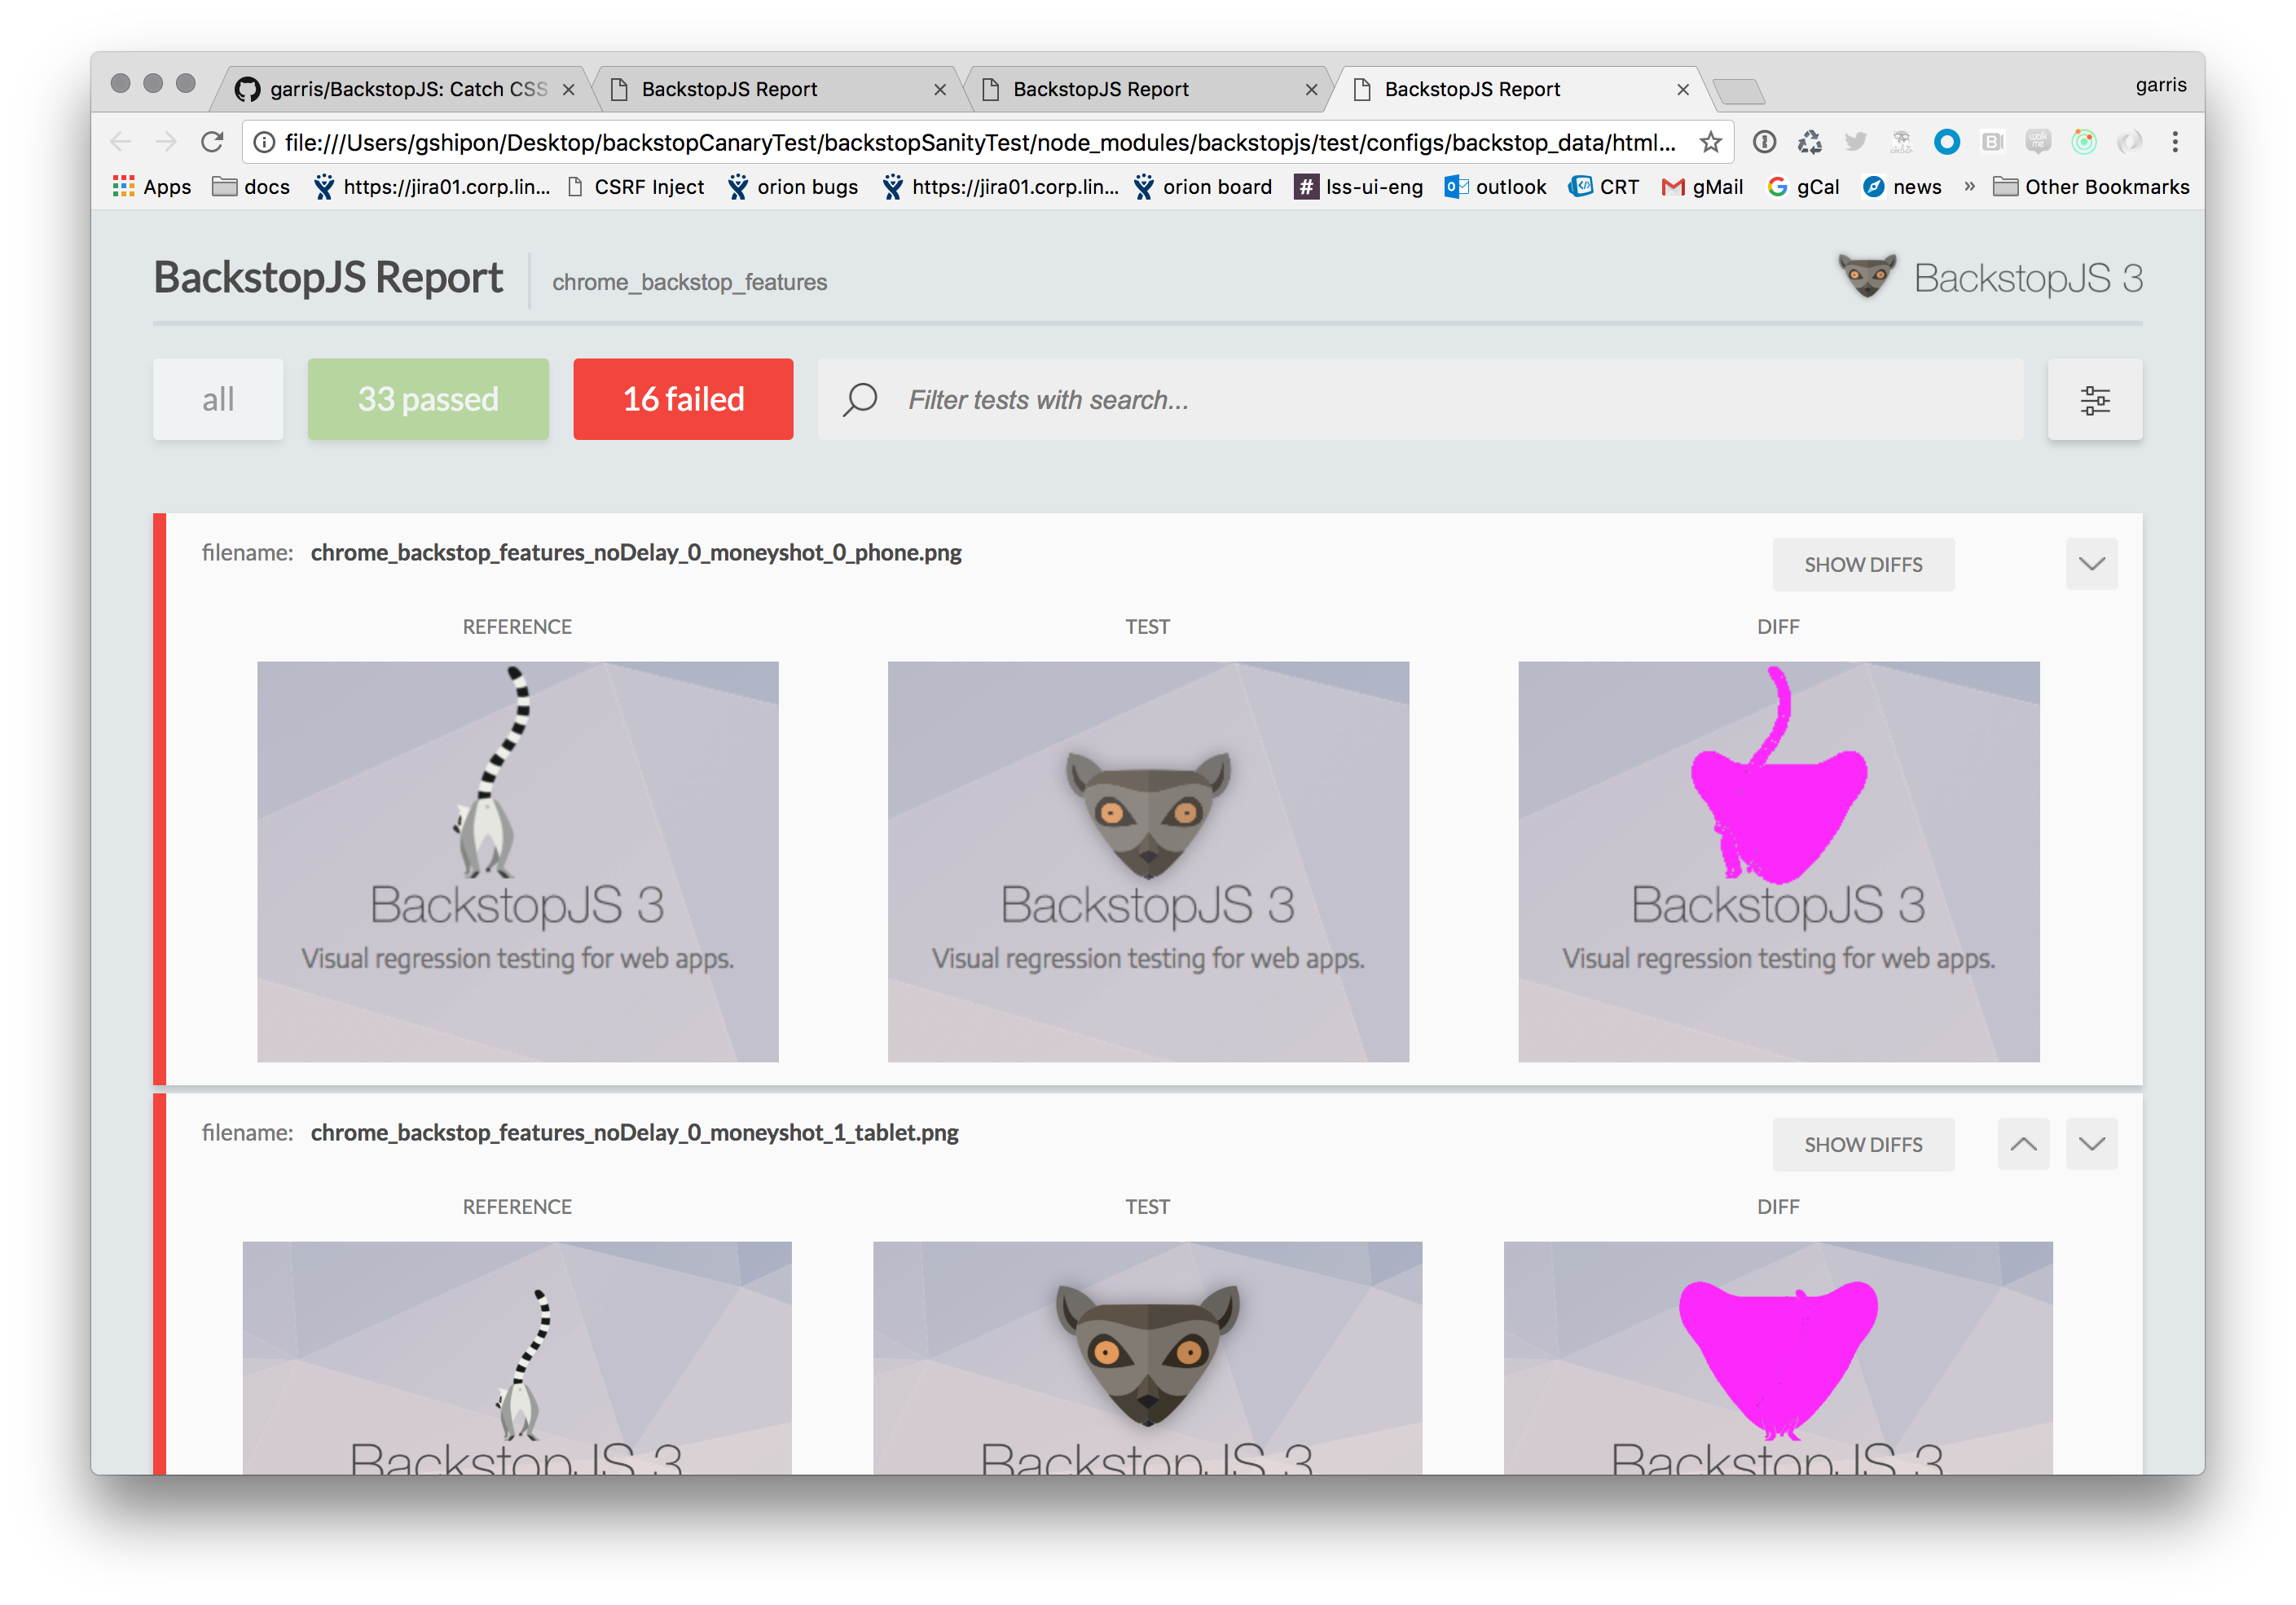 garris/BackstopJS: Catch CSS
BackstopJS Report
BackstopJS Report
BackstopJS Report
garris
file:///Users/gshipon/Desktop/backstopCanaryTest/backstopSanityTest/node_modules/backstopjs/test/configs/backstop_data/html...
Apps docs https://jira01.corp.lin... CSRF Inject orion bugs https://jira01.corp.lin... orion board # lss-ui-eng outlook CRT gMail gCal news » Other Bookmarks
BackstopJS Report chrome_backstop_features
BackstopJS 3
all 33 passed 16 failed Filter tests with search...
filename: chrome_backstop_features_noDelay_0_moneyshot_0_phone.png
SHOW DIFFS
REFERENCE TEST DIFF
BackstopJS 3 BackstopJS 3 BackstopJS 3
Visual regression testing for web apps. Visual regression testing for web apps. Visual regression testing for web apps.
filename: chrome_backstop_features_noDelay_0_moneyshot_1_tablet.png
SHOW DIFFS
REFERENCE TEST DIFF
BackstopJS 3 BackstopJS 3 BackstopJS 3